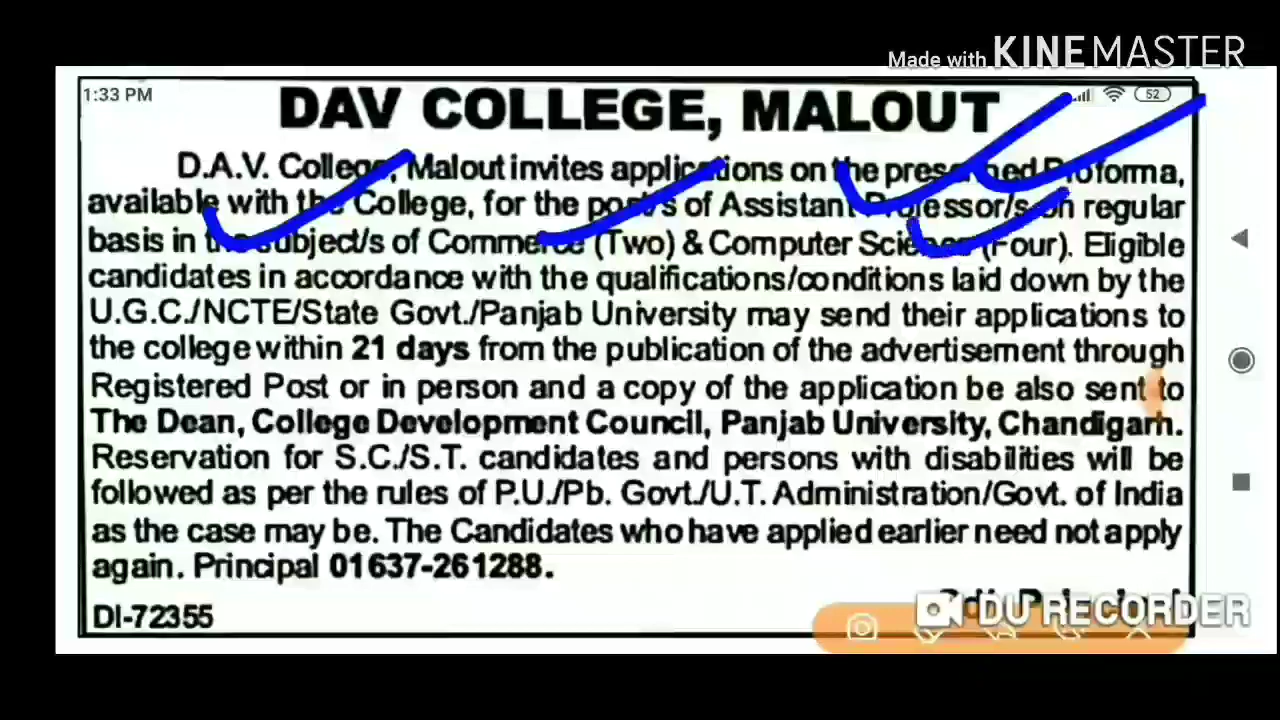 Made with KINEMASTER
1:33 PM
52
DAV COLLEGE, MALOUT
D.A.V. College, Malout invites applications on the prescribed Proforma,
available with the College, for the post/s of Assistant Professor/s on regular
basis in the subject/s of Commerce (Two) & Computer Science (Four). Eligible
candidates in accordance with the qualifications/conditions laid down by the
U.G.C./NCTE/State Govt./Panjab University may send their applications to
the college within 21 days from the publication of the advertisement through
Registered Post or in person and a copy of the application be also sent to
The Dean, College Development Council, Panjab University, Chandigarh.
Reservation for S.C./S.T. candidates and persons with disabilities will be
followed as per the rules of P.U./Pb. Govt./U.T. Administration/Govt. of India
as the case may be. The Candidates who have applied earlier need not apply
again. Principal 01637-261288.
DI-72355
DU RECORDER